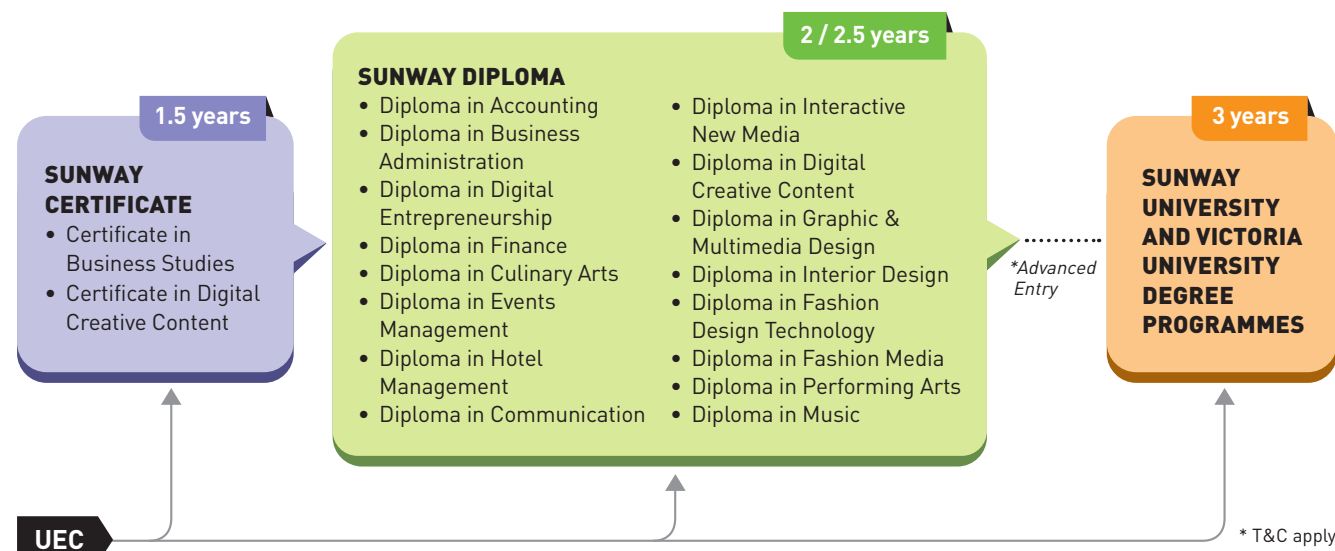 1.5 years
SUNWAY
CERTIFICATE
• Certificate in
Business Studies
• Certificate in Digital
Creative Content
2 / 2.5 years
SUNWAY DIPLOMA
• Diploma in Accounting
• Diploma in Business
Administration
• Diploma in Digital
Entrepreneurship
• Diploma in Finance
• Diploma in Culinary Arts
• Diploma in Events
Management
• Diploma in Hotel
Management
• Diploma in Communication
• Diploma in Interactive
New Media
• Diploma in Digital
Creative Content
• Diploma in Graphic &
Multimedia Design
• Diploma in Interior Design
• Diploma in Fashion
Design Technology
• Diploma in Fashion Media
• Diploma in Performing Arts
• Diploma in Music
*Advanced
Entry
3 years
SUNWAY
UNIVERSITY
AND VICTORIA
UNIVERSITY
DEGREE
PROGRAMMES
UEC
* T&C apply